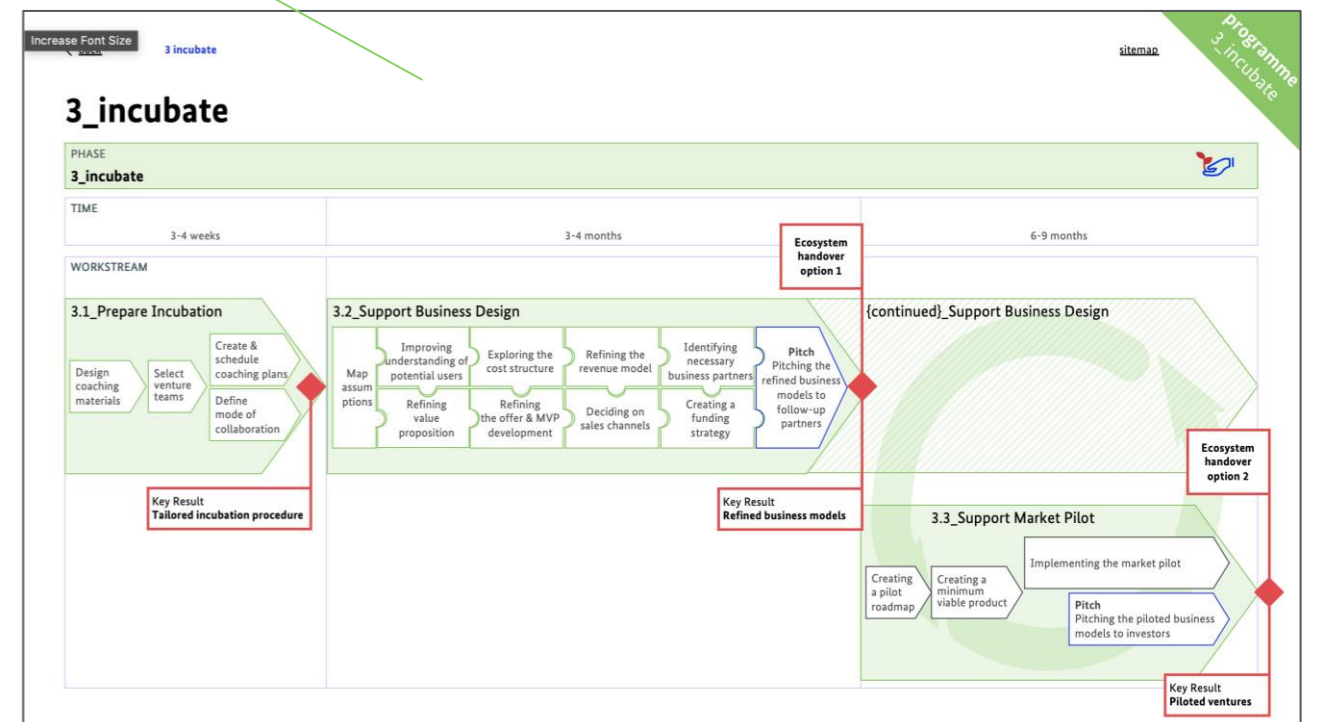 Increase Font Size
back
3 incubate
sitemap
programme
3_incubate
3_incubate
PHASE
3_incubate
TIME
3-4 weeks
3-4 months
6-9 months
Ecosystem
handover
option 1
WORKSTREAM
3.1_Prepare Incubation
Design
coaching
materials
Select
venture
teams
Create &
schedule
coaching plans
Define
mode of
collaboration
Key Result
Tailored incubation procedure
3.2_Support Business Design
Map
assum
ptions
Improving
understanding of
potential users
Exploring the
cost structure
Refining the
revenue model
Identifying
necessary
business partners
Refining
value
proposition
Refining
the offer & MVP
development
Deciding on
sales channels
Creating a
funding
strategy
Pitch
Pitching the
refined business
models to
follow-up
partners
Key Result
Refined business models
{continued}_Support Business Design
Ecosystem
handover
option 2
3.3_Support Market Pilot
Creating
a pilot
roadmap
Creating a
minimum
viable product
Implementing the market pilot
Pitch
Pitching the piloted business
models to investors
Key Result
Piloted ventures